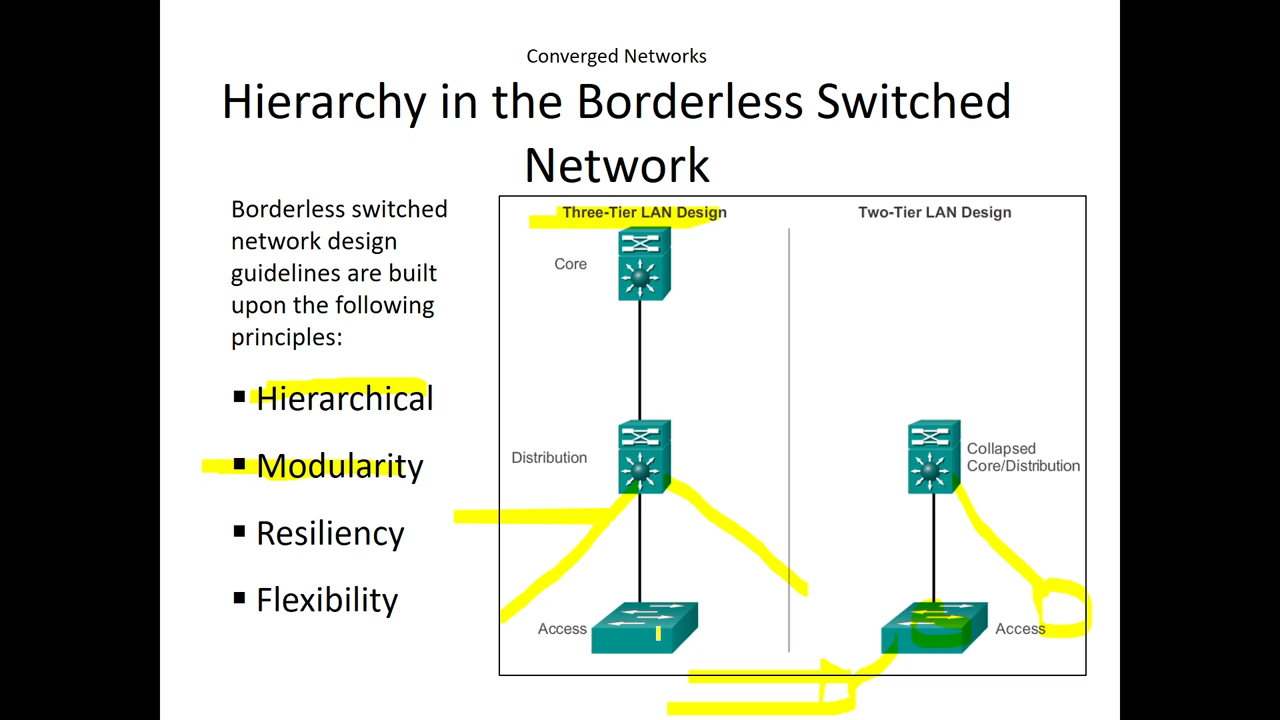 Converged Networks
Hierarchy in the Borderless Switched
Network
Borderless switched
network design
guidelines are built
upon the following
principles:
▪ Hierarchical
▪ Modularity
▪ Resiliency
▪ Flexibility
Three-Tier LAN Design
Core
Distribution
Access
Two-Tier LAN Design
Collapsed
Core/Distribution
Access